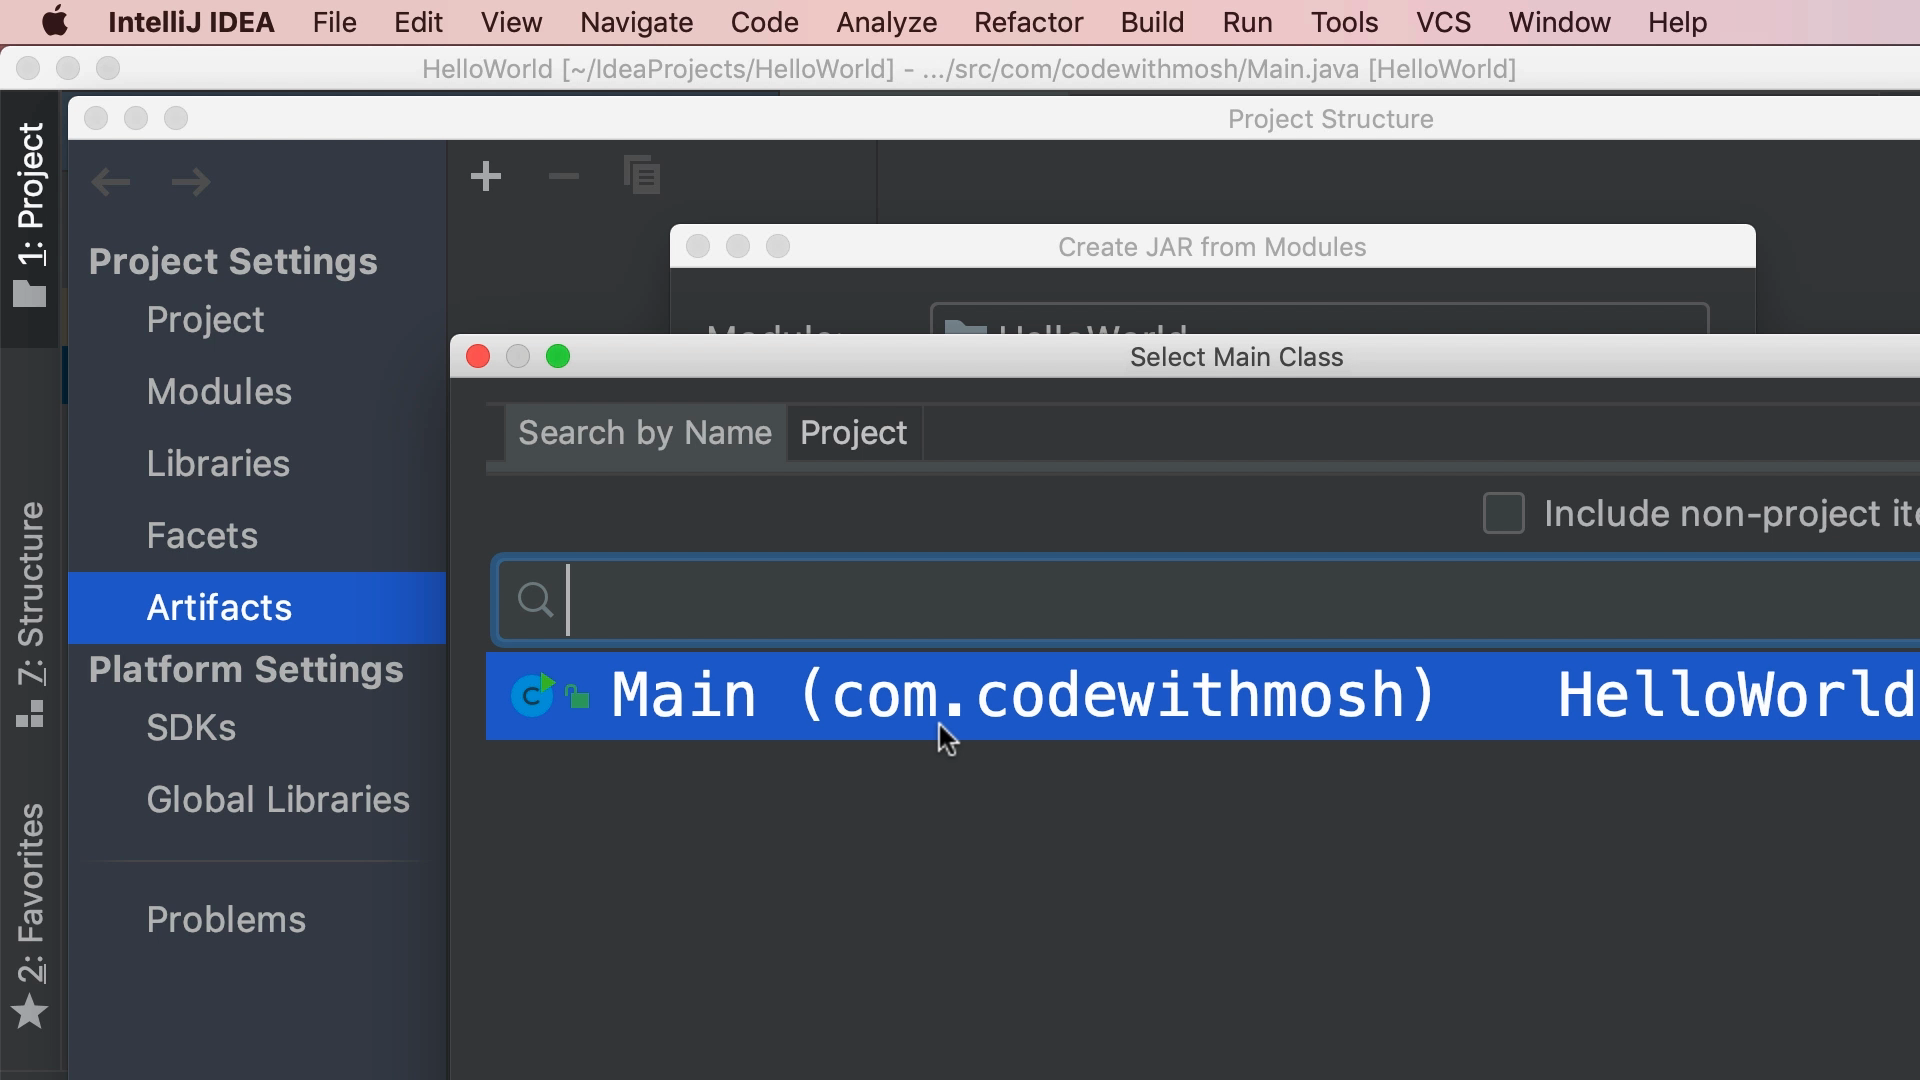 IntelliJ IDEA File Edit View Navigate Code Analyze Refactor Build Run Tools VCS Window Help
HelloWorld [~/IdeaProjects/HelloWorld] - .../src/com/codewithmosh/Main.java [HelloWorld]
Project Structure
1: Project
7: Structure
2: Favorites
Project Settings
Project
Modules
Libraries
Facets
Artifacts
Platform Settings
SDKs
Global Libraries
Problems
Create JAR from Modules
Module: HelloWorld
Select Main Class
Search by Name Project
Include non-project
Main (com.codewithmosh) HelloWorld